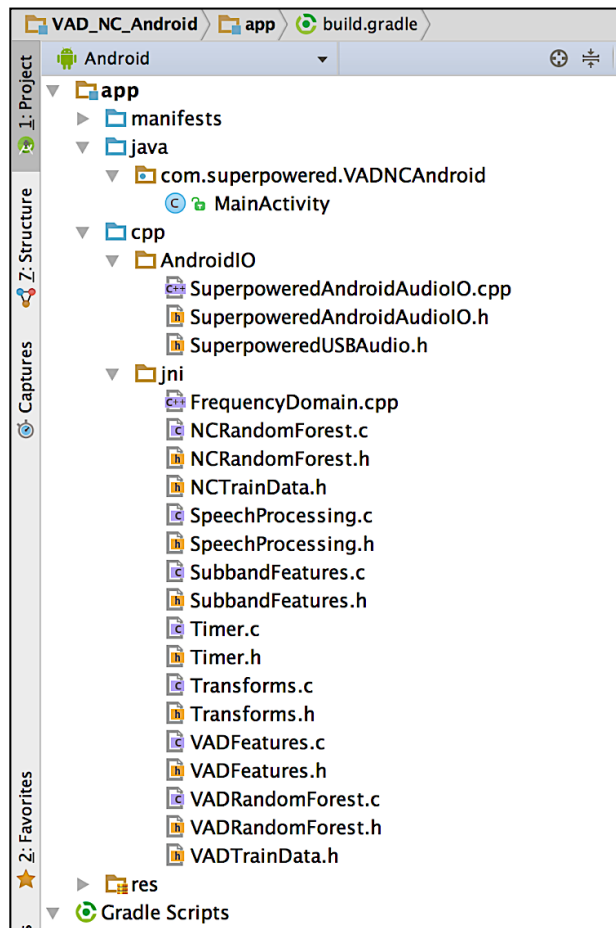 VAD_NC_Android app build.gradle
Android
1: Project
7: Structure
Captures
2: Favorites
app
manifests
java
com.superpowered.VADNCAndroid
C MainActivity
cpp
AndroidIO
C++ SuperpoweredAndroidAudioIO.cpp
h SuperpoweredAndroidAudioIO.h
h SuperpoweredUSBAudio.h
jni
C++ FrequencyDomain.cpp
c NCRandomForest.c
h NCRandomForest.h
h NCTrainData.h
c SpeechProcessing.c
h SpeechProcessing.h
c SubbandFeatures.c
h SubbandFeatures.h
c Timer.c
h Timer.h
c Transforms.c
h Transforms.h
c VADFeatures.c
h VADFeatures.h
c VADRandomForest.c
h VADRandomForest.h
h VADTrainData.h
res
Gradle Scripts